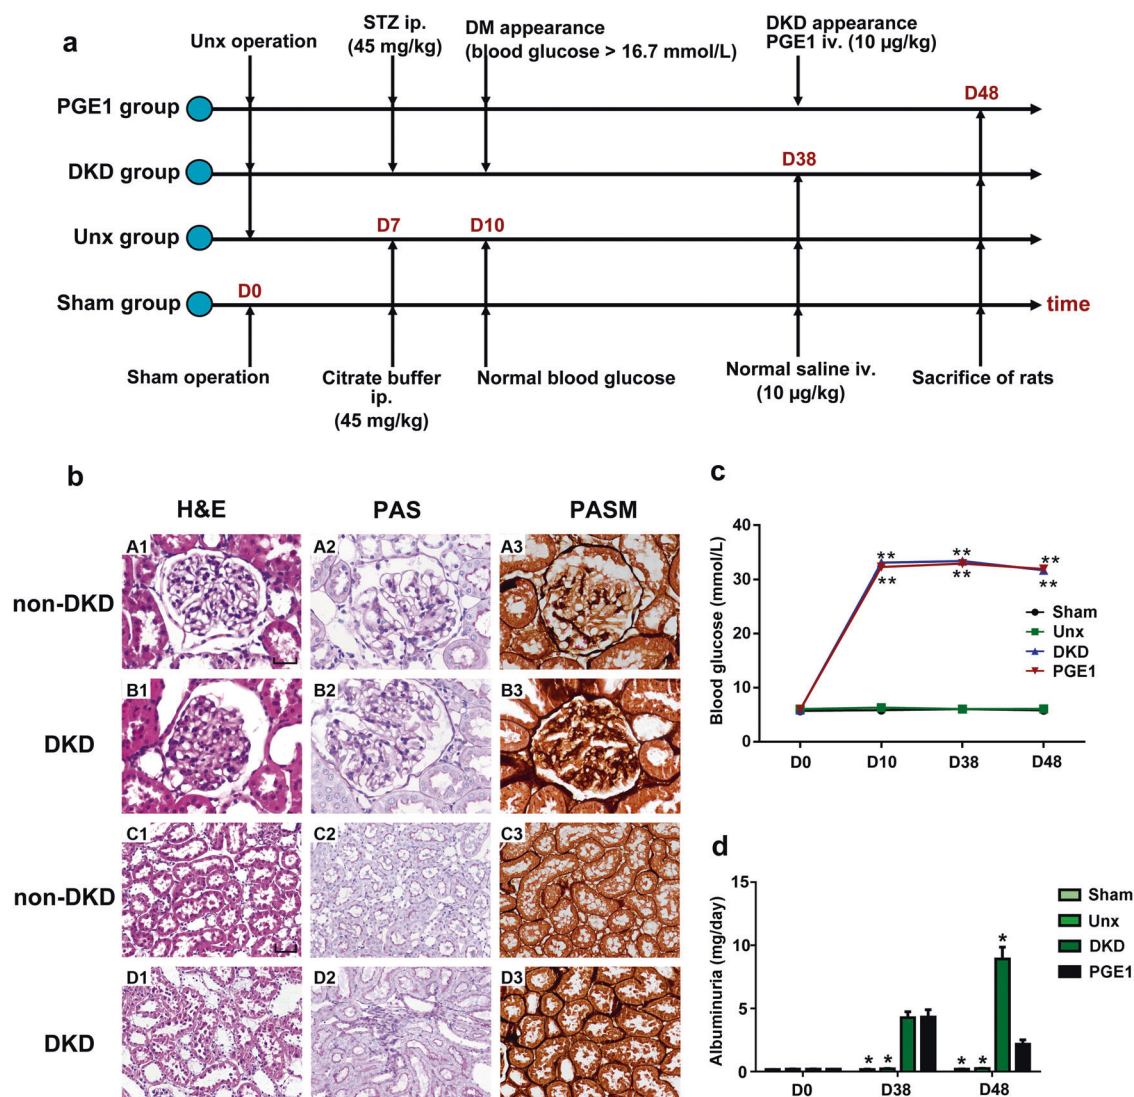 a
Unx operation
STZ ip.
(45 mg/kg)
DM appearance
(blood glucose > 16.7 mmol/L)
DKD appearance
PGE1 iv. (10 µg/kg)
PGE1 group
D48
DKD group
D38
Unx group
D7
D10
Sham group
D0
time
Sham operation
Citrate buffer
ip.
(45 mg/kg)
Normal blood glucose
Normal saline iv.
(10 µg/kg)
Sacrifice of rats
b
H&E
PAS
PASM
non-DKD
A1
A2
A3
DKD
B1
B2
B3
non-DKD
C1
C2
C3
DKD
D1
D2
D3
c
Blood glucose (mmol/L)
40
30
20
10
0
** ** **
** ** **
Sham
Unx
DKD
PGE1
D0
D10
D38
D48
d
Albuminuria (mg/day)
15
10
5
0
* * * * *
Sham
Unx
DKD
PGE1
D0
D38
D48